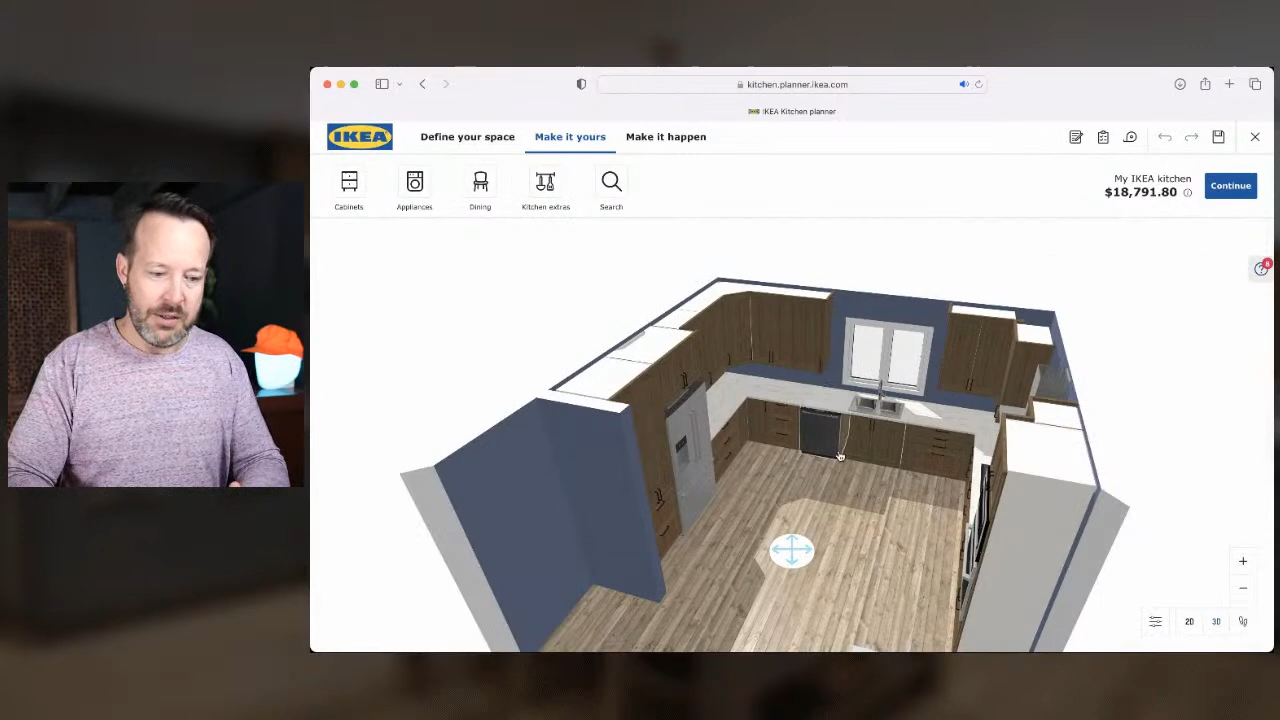 kitchen.planner.ikea.com
IKEA Kitchen planner
IKEA
Define your space
Make it yours
Make it happen
Cabinets
Appliances
Dining
Kitchen extras
Search
My IKEA kitchen
$18,791.80
Continue
2D
3D